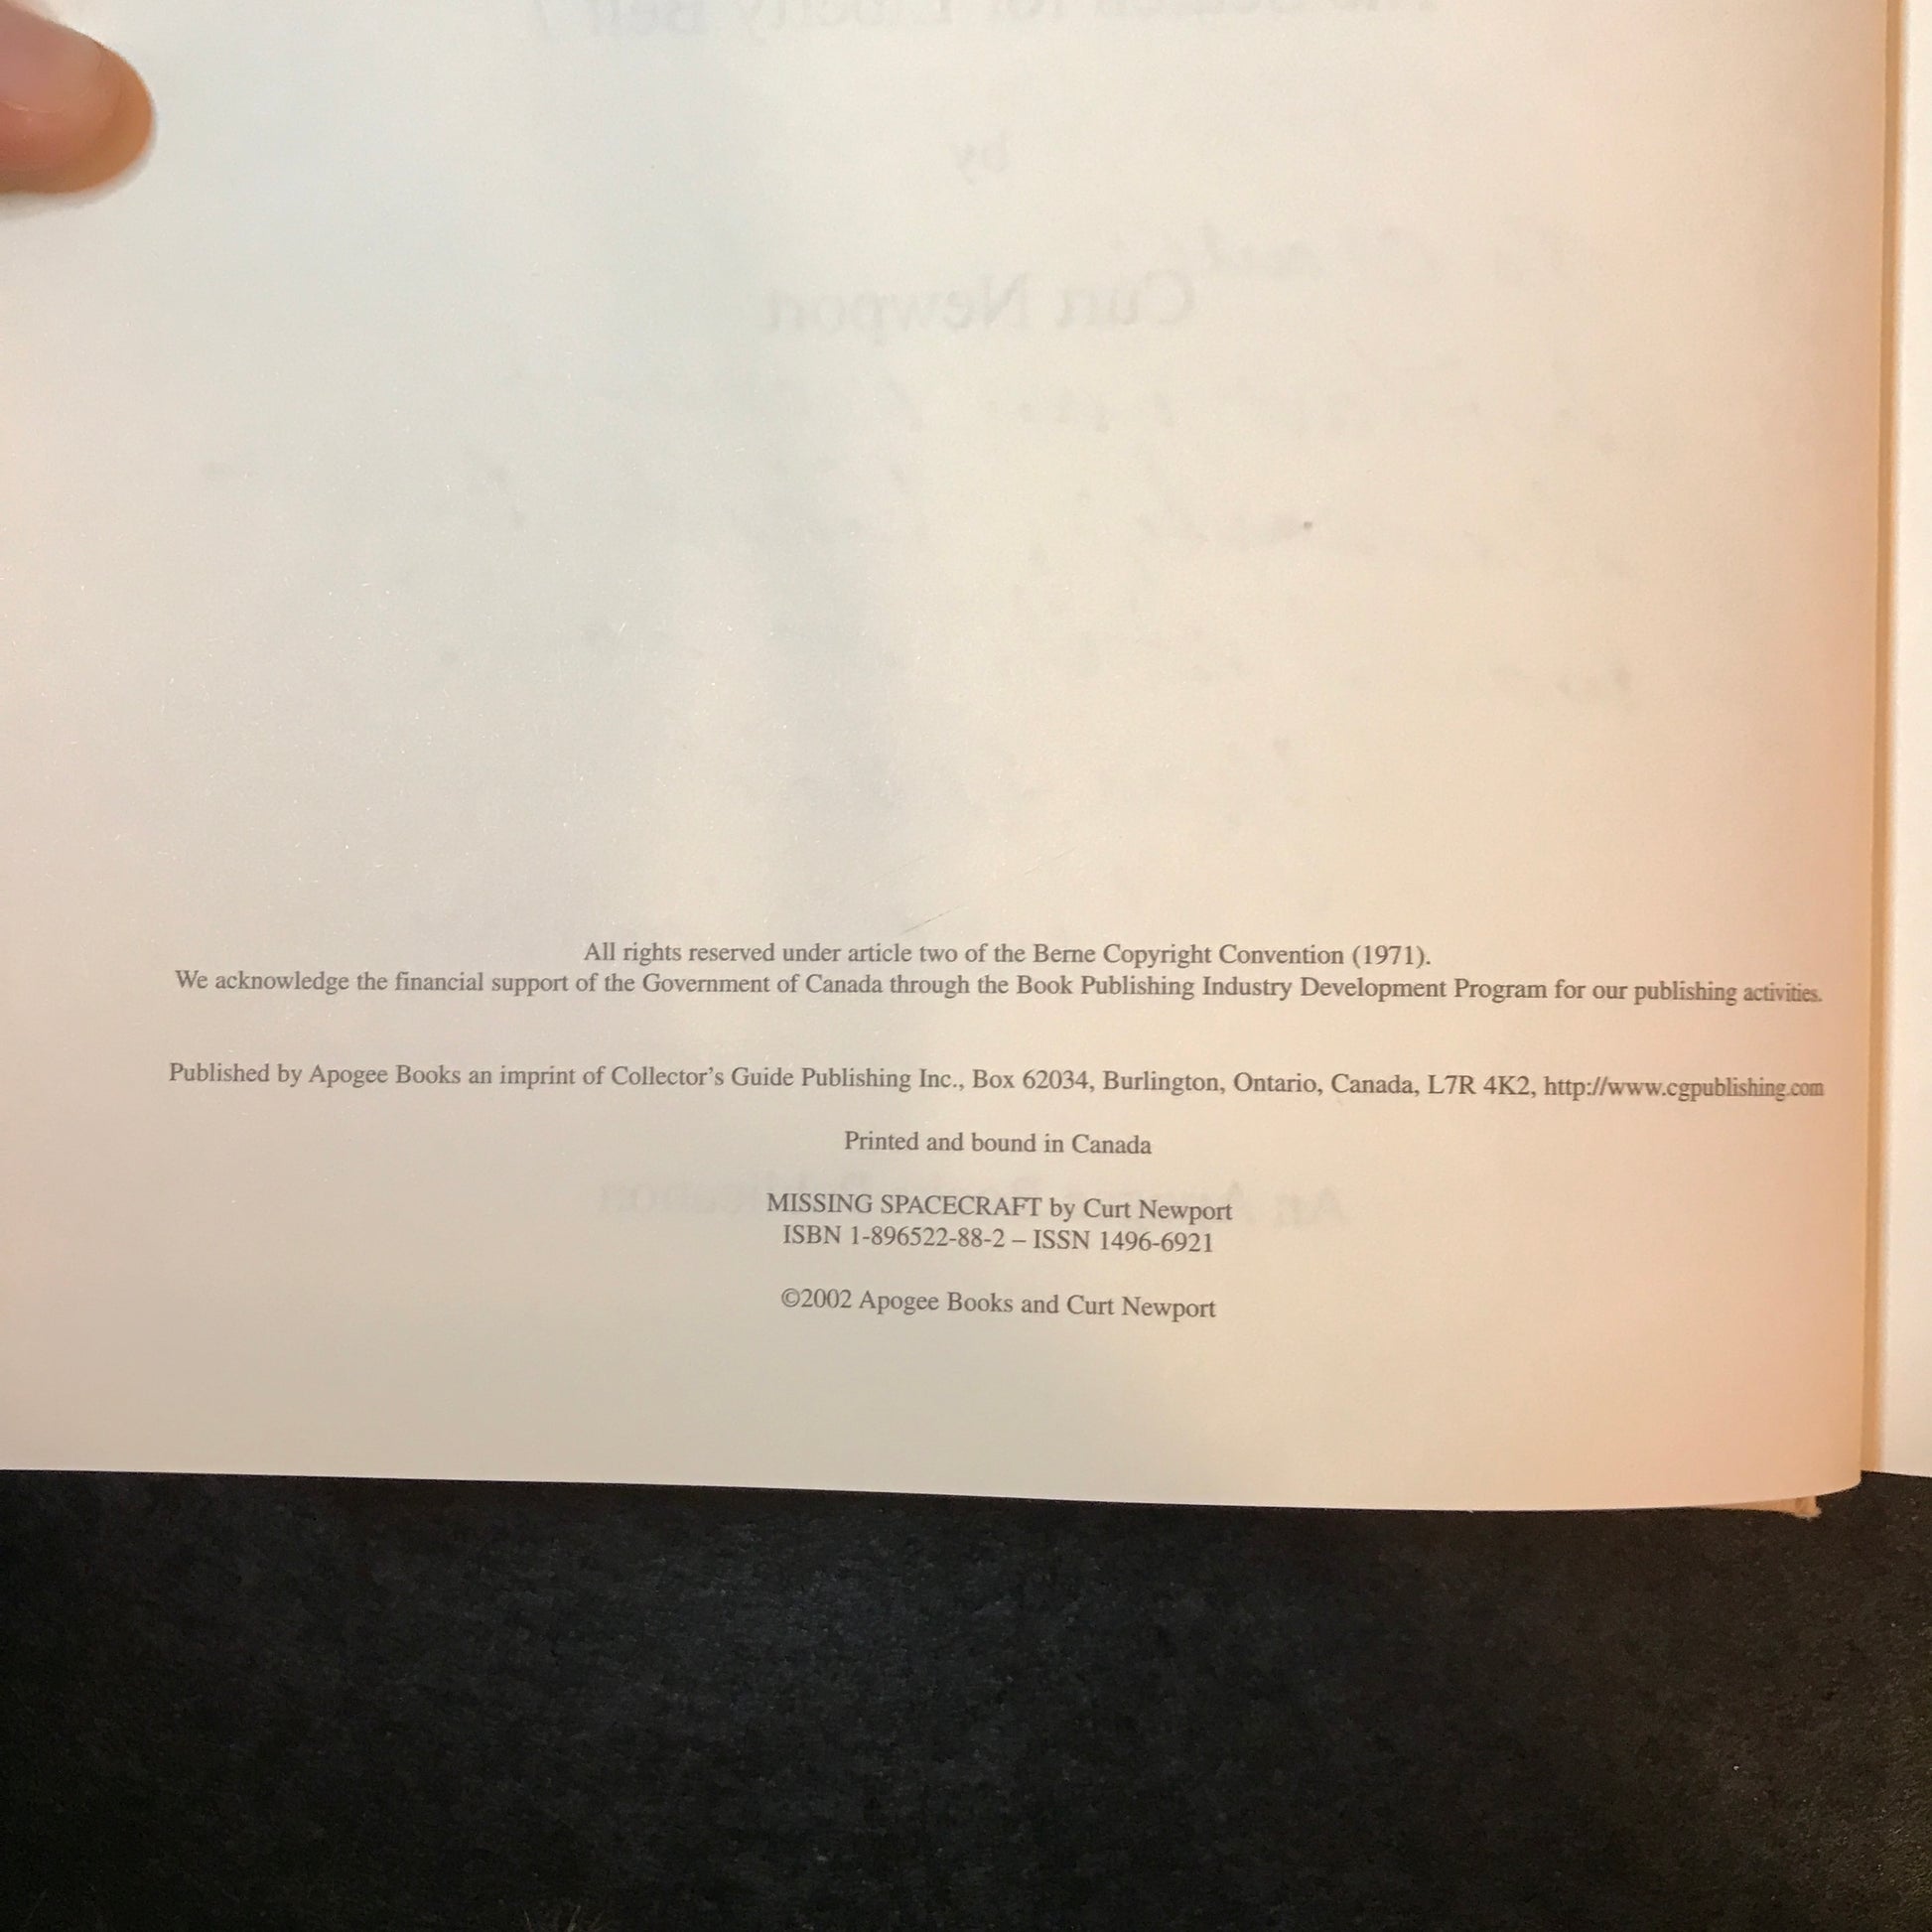 by
Curt Newport
All rights reserved under article two of the Berne Copyright Convention (1971).
We acknowledge the financial support of the Government of Canada through the Book Publishing Industry Development Program for our publishing activities.
Published by Apogee Books an imprint of Collector's Guide Publishing Inc., Box 62034, Burlington, Ontario, Canada, L7R 4K2, http://www.cgpublishing.com
Printed and bound in Canada
MISSING SPACECRAFT by Curt Newport
ISBN 1-896522-88-2 – ISSN 1496-6921
©2002 Apogee Books and Curt Newport